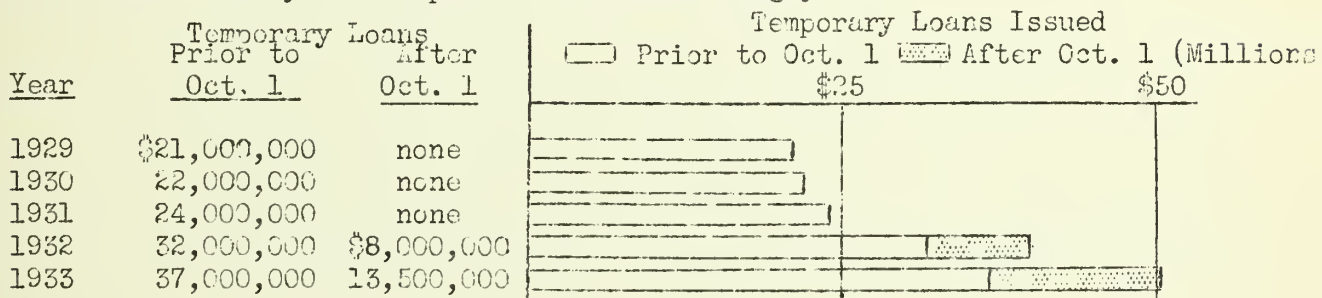 Temporary Loans
Prior to After
Year Oct. 1 Oct. 1
1929 $21,000,000 none
1930 22,000,000 none
1931 24,000,000 none
1932 32,000,000 $8,000,000
1933 37,000,000 13,500,000
Temporary Loans Issued
Prior to Oct. 1 After Oct. 1 (Millions
$25 $50